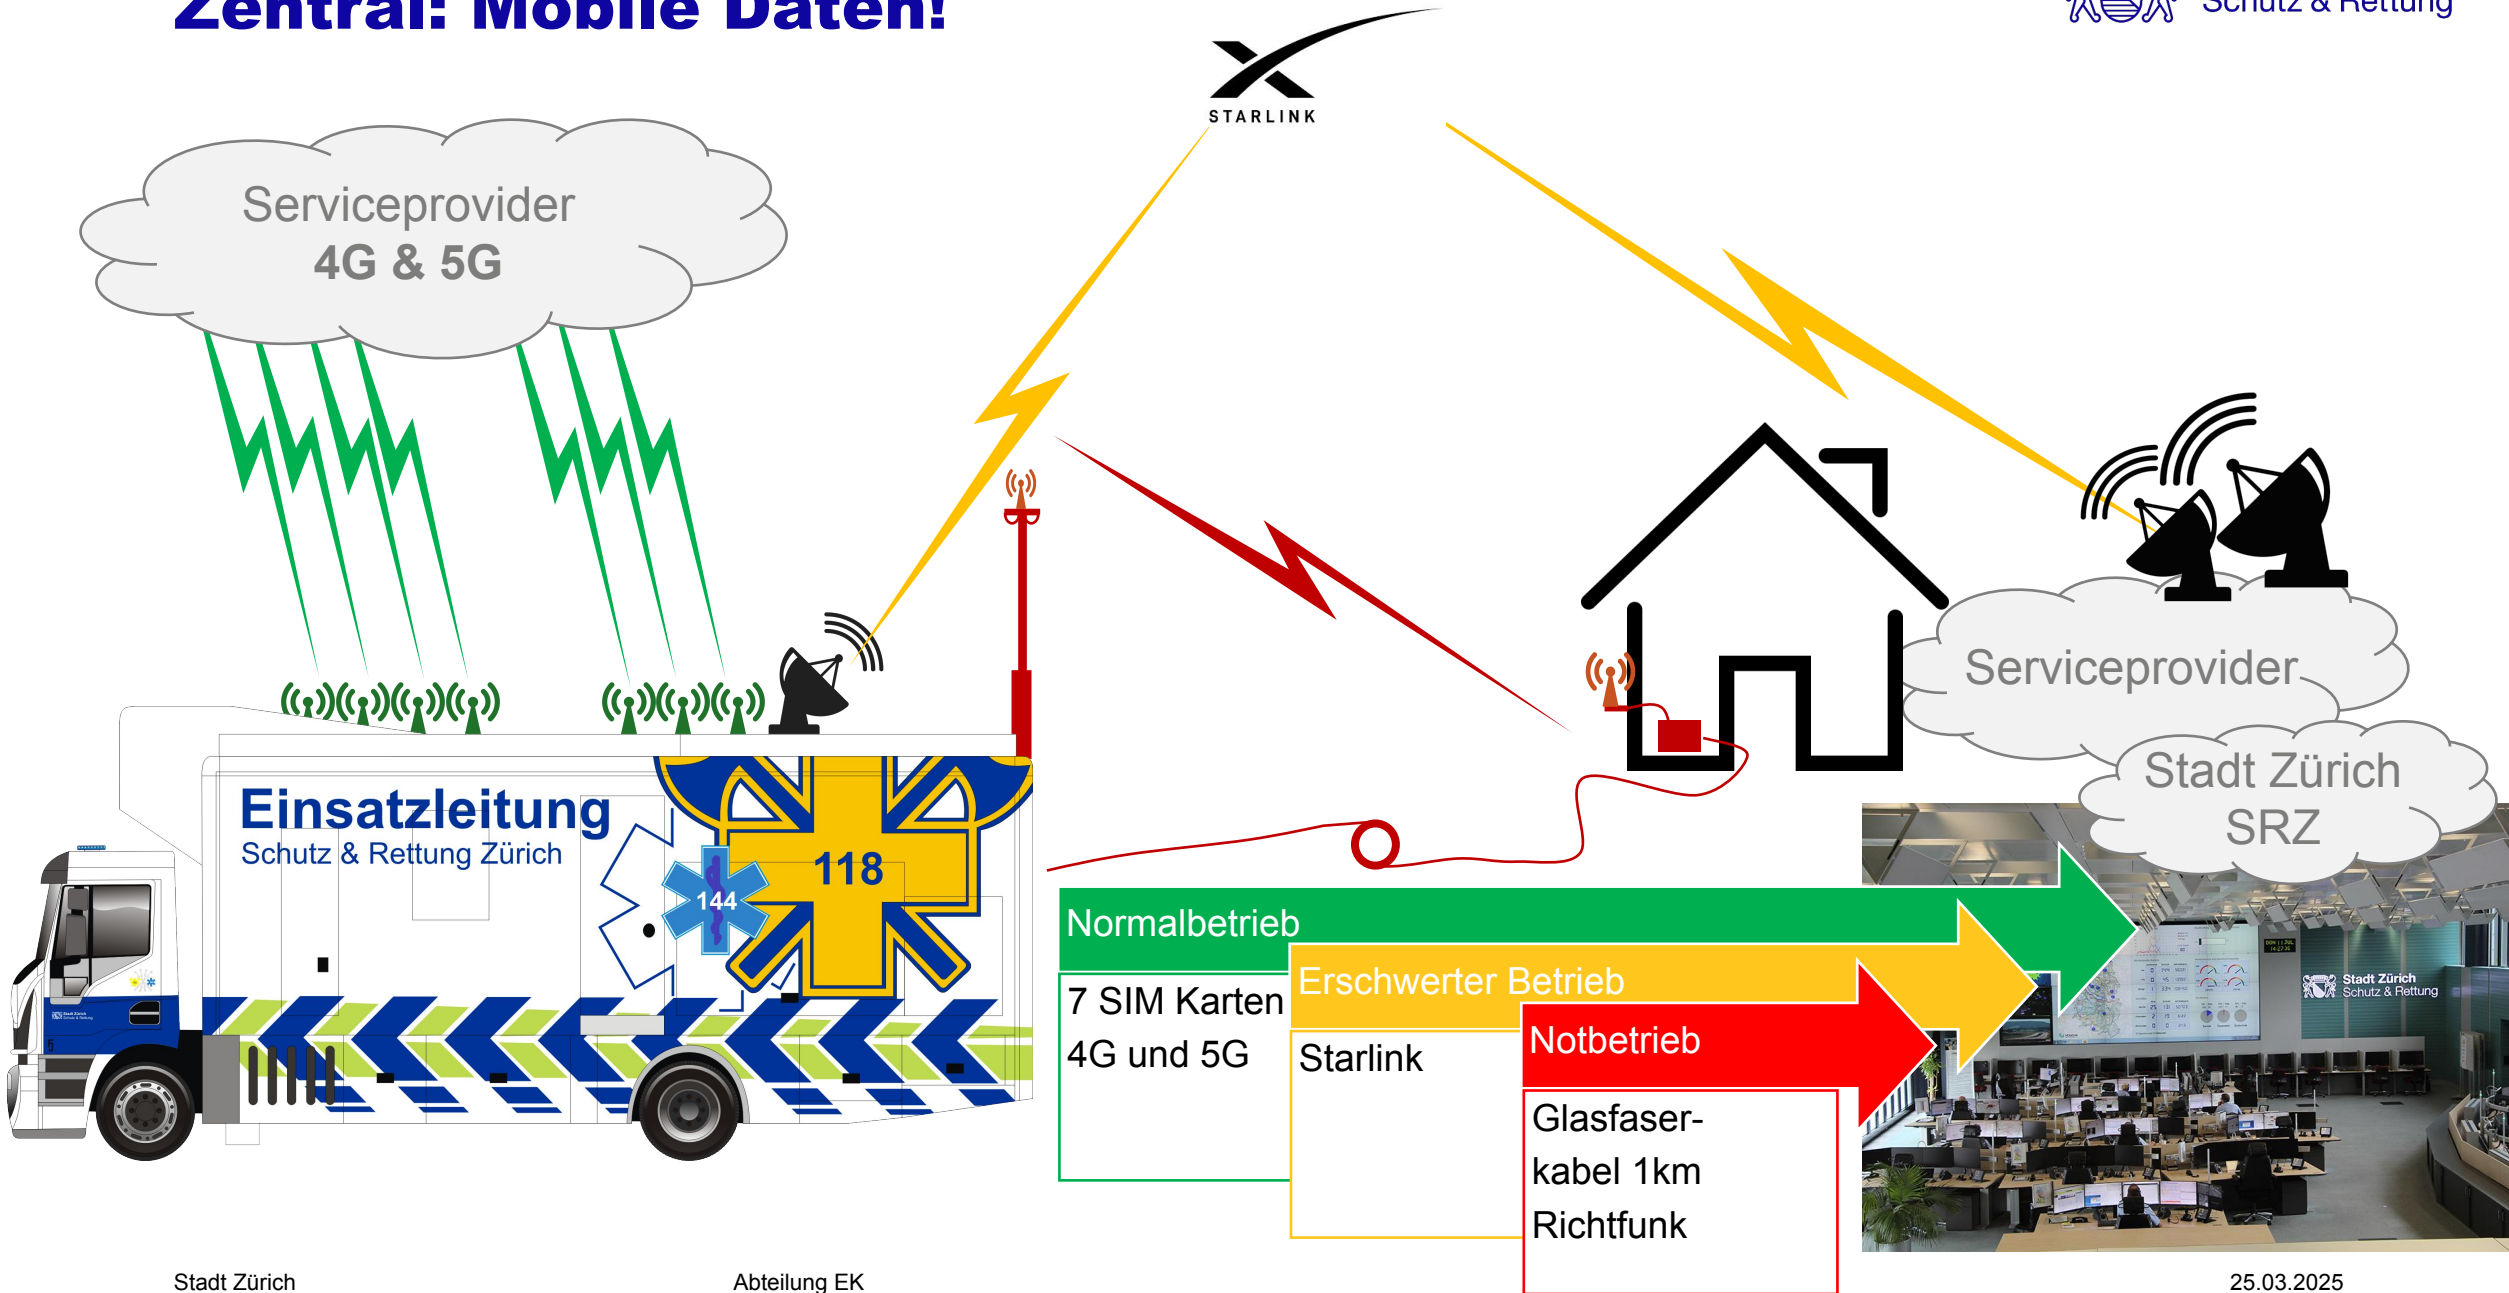 Zentral: Mobile Daten!
Schutz & Rettung
STARLINK
Serviceprovider
4G & 5G
Serviceprovider
Stadt Zürich
SRZ
Einsatzleitung
Schutz & Rettung Zürich
118
144
Normalbetrieb
7 SIM Karten
4G und 5G
Erschwerter Betrieb
Starlink
Notbetrieb
Glasfaser-
kabel 1km
Richtfunk
Stadt Zürich
Schutz & Rettung
Stadt Zürich
Abteilung EK
25.03.2025